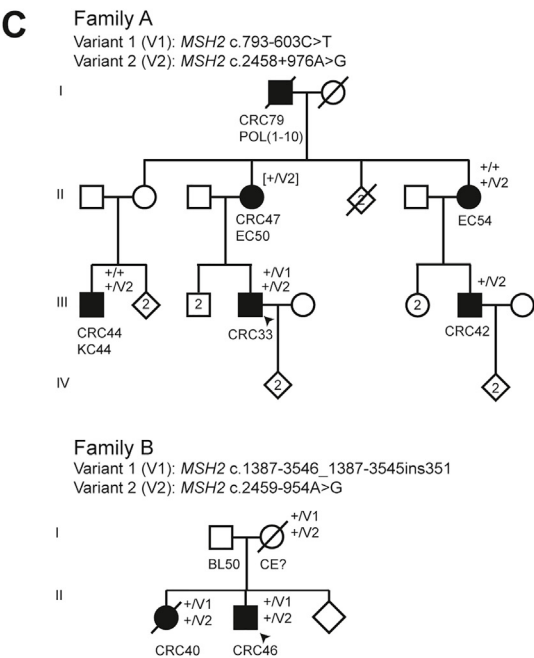 C
Family A
Variant 1 (V1): MSH2 c.793-603C>T
Variant 2 (V2): MSH2 c.2458+976A>G
I
CRC79
POL(1-10)
II
[+/V2]
2
+/+
+/V2
CRC47
EC50
EC54
III
+/+
+/V2
2
2
+/V1
+/V2
2
+/V2
CRC44
KC44
CRC33
CRC42
IV
2
2
Family B
Variant 1 (V1): MSH2 c.1387-3546_1387-3545ins351
Variant 2 (V2): MSH2 c.2459-954A>G
I
+/V1
+/V2
BL50 CE?
II
+/V1
+/V2
+/V1
+/V2
CRC40 CRC46